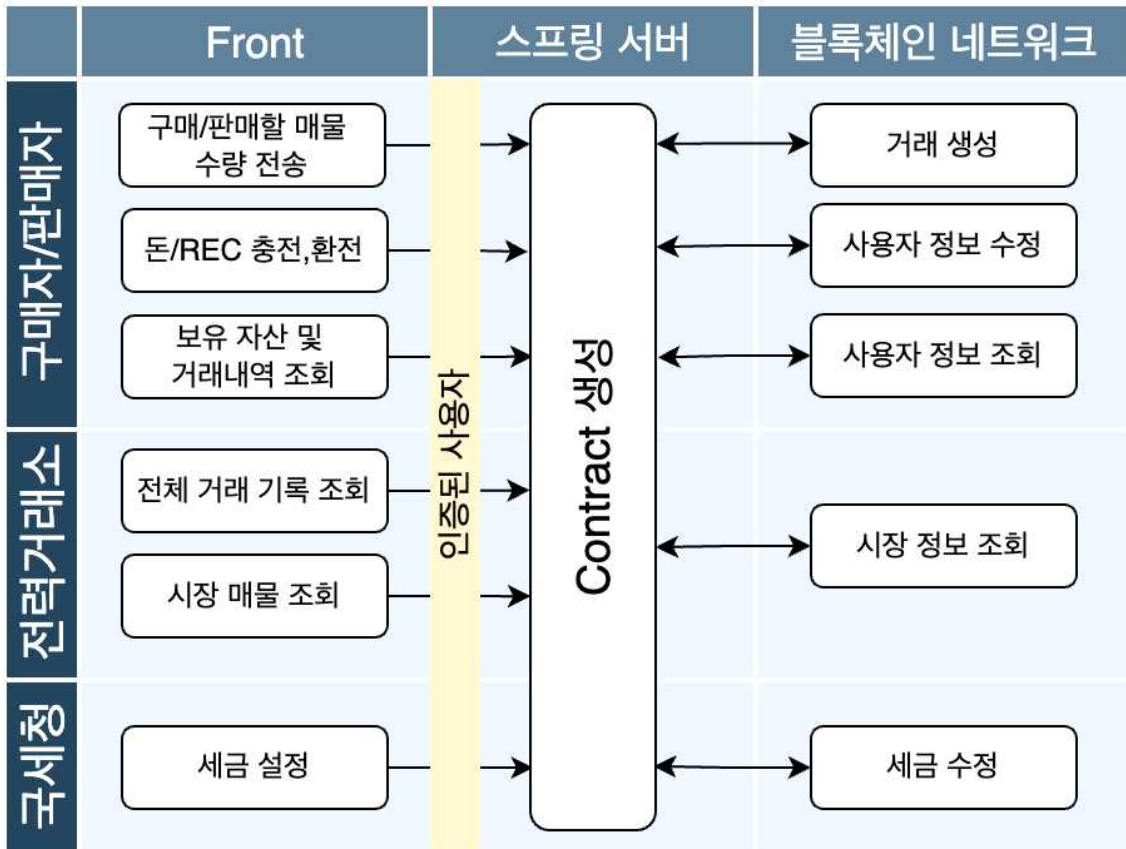 Front
스프링 서버
블록체인 네트워크
구매자/판매자
구매/판매할 매물
수량 전송
돈/REC 충전,환전
보유 자산 및
거래내역 조회
인증된 사용자
Contract 생성
거래 생성
사용자 정보 수정
사용자 정보 조회
전력거래소
전체 거래 기록 조회
시장 매물 조회
시장 정보 조회
국세청
세금 설정
세금 수정